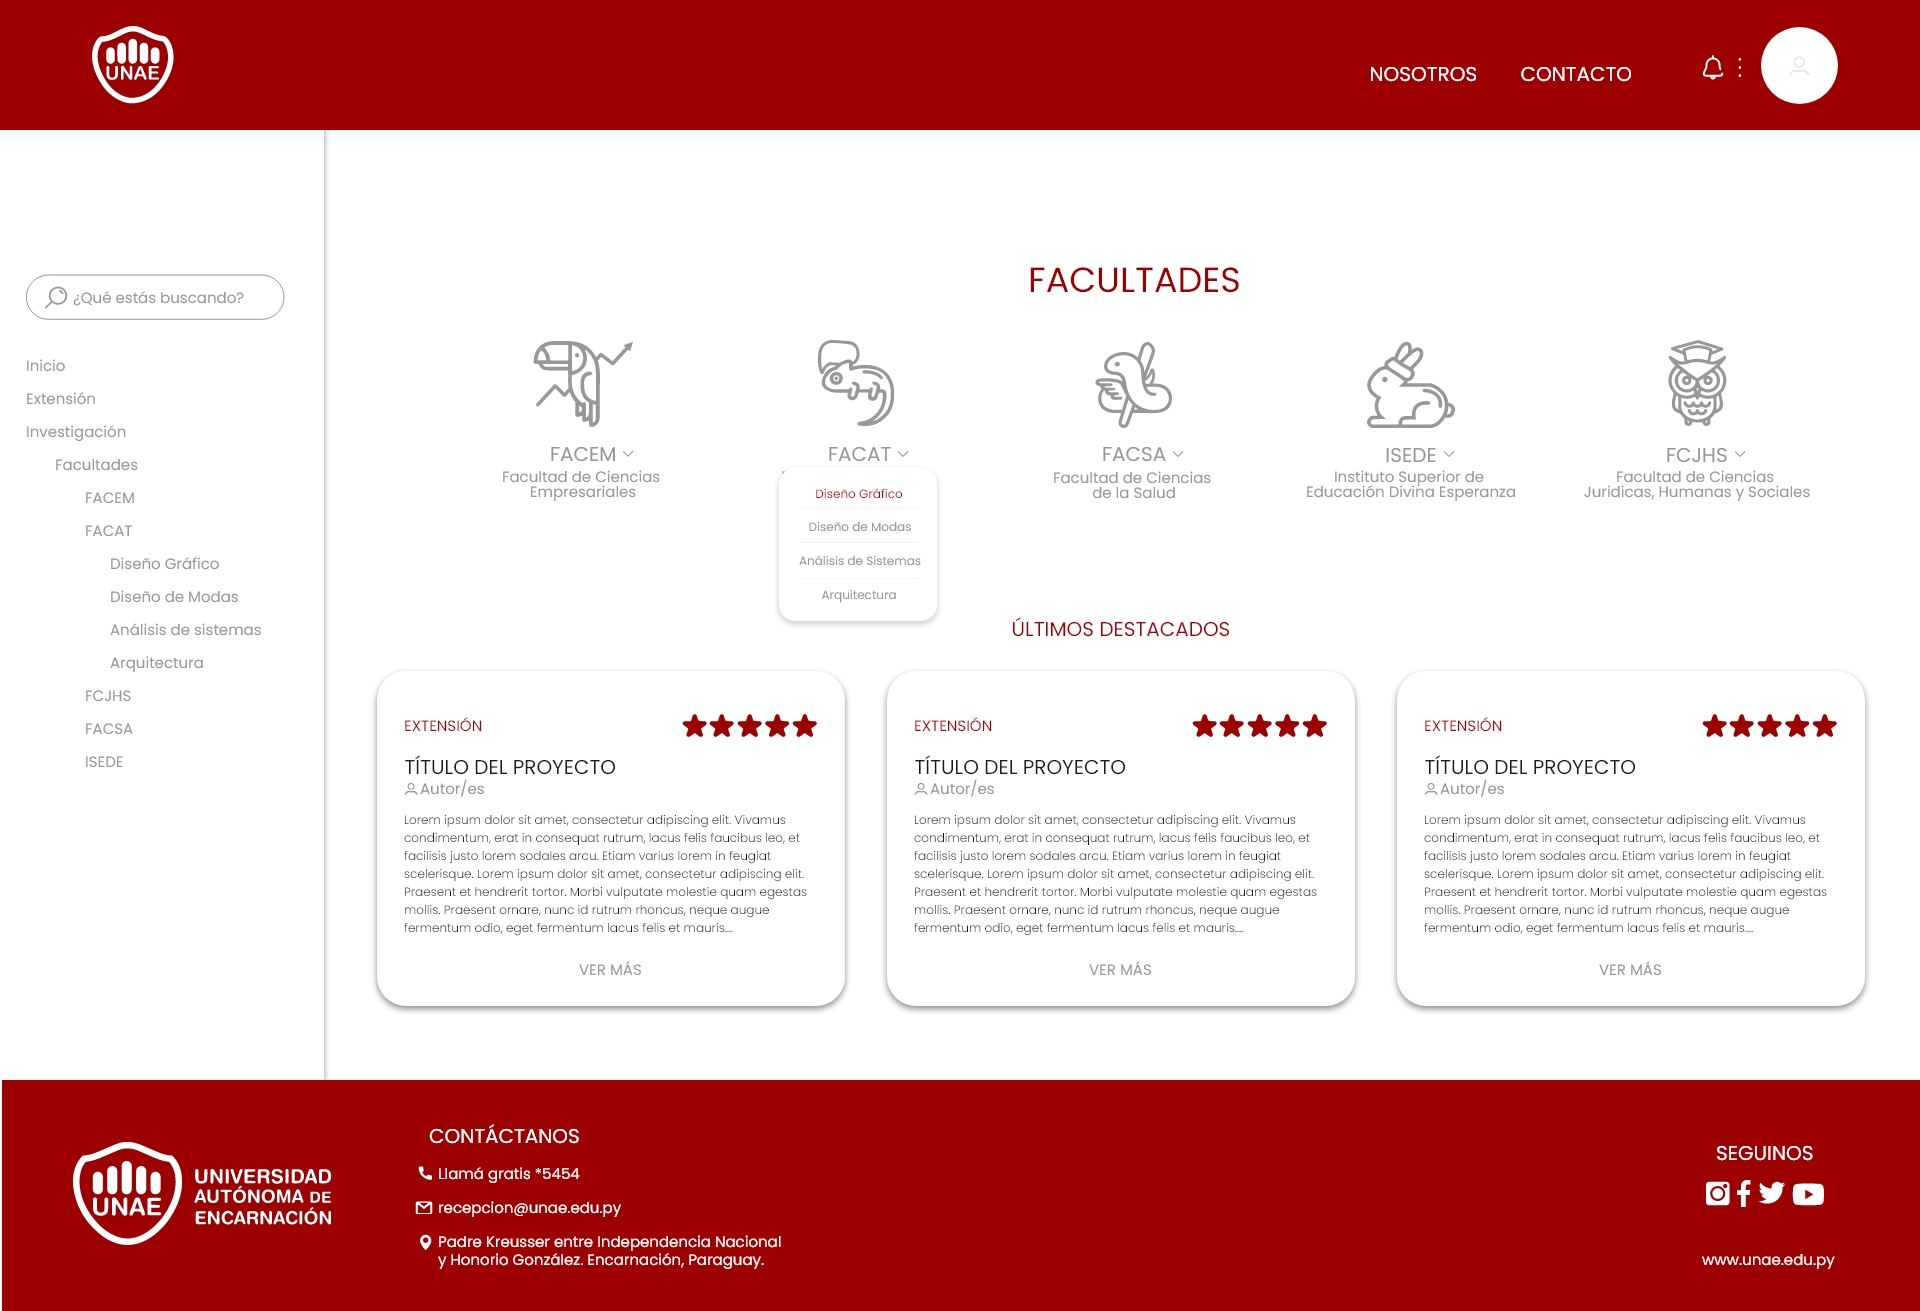 UNAE
NOSOTROS
CONTACTO
¿Qué estás buscando?
Inicio
Extensión
Investigación
Facultades
FACEM
FACAT
Diseño Gráfico
Diseño de Modas
Análisis de sistemas
Arquitectura
FCJHS
FACSA
ISEDE
FACULTADES
FACEM
Facultad de Ciencias
Empresariales
FACAT
Diseño Gráfico
Diseño de Modas
Análisis de Sistemas
Arquitectura
FACSA
Facultad de Ciencias
de la Salud
ISEDE
Instituto Superior de
Educación Divina Esperanza
FCJHS
Facultad de Ciencias
Juridicas, Humanas y Sociales
ÚLTIMOS DESTACADOS
EXTENSIÓN
TÍTULO DEL PROYECTO
Autor/es
Lorem ipsum dolor sit amet, consectetur adipiscing elit. Vivamus
condimentum, erat in consequat rutrum, lacus felis faucibus leo, et
facilisis justo lorem sodales arcu. Etiam varius lorem in feugiat
scelerisque. Lorem ipsum dolor sit amet, consectetur adipiscing elit.
Praesent et hendrerit tortor. Morbi vulputate molestie quam egestas
mollis. Praesent ornare, nunc id rutrum rhoncus, neque augue
fermentum odio, eget fermentum lacus felis et mauris....
VER MÁS
EXTENSIÓN
TÍTULO DEL PROYECTO
Autor/es
Lorem ipsum dolor sit amet, consectetur adipiscing elit. Vivamus
condimentum, erat in consequat rutrum, lacus felis faucibus leo, et
facilisis justo lorem sodales arcu. Etiam varius lorem in feugiat
scelerisque. Lorem ipsum dolor sit amet, consectetur adipiscing elit.
Praesent et hendrerit tortor. Morbi vulputate molestie quam egestas
mollis. Praesent ornare, nunc id rutrum rhoncus, neque augue
fermentum odio, eget fermentum lacus felis et mauris....
VER MÁS
EXTENSIÓN
TÍTULO DEL PROYECTO
Autor/es
Lorem ipsum dolor sit amet, consectetur adipiscing elit. Vivamus
condimentum, erat in consequat rutrum, lacus felis faucibus leo, et
facilisis justo lorem sodales arcu. Etiam varius lorem in feugiat
scelerisque. Lorem ipsum dolor sit amet, consectetur adipiscing elit.
Praesent et hendrerit tortor. Morbi vulputate molestie quam egestas
mollis. Praesent ornare, nunc id rutrum rhoncus, neque augue
fermentum odio, eget fermentum lacus felis et mauris....
VER MÁS
UNAE
UNIVERSIDAD
AUTÓNOMA DE
ENCARNACIÓN
CONTÁCTANOS
Llamá gratis *5454
recepcion@unae.edu.py
Padre Kreusser entre Independencia Nacional
y Honorio González. Encarnación, Paraguay.
SEGUINOS
www.unae.edu.py